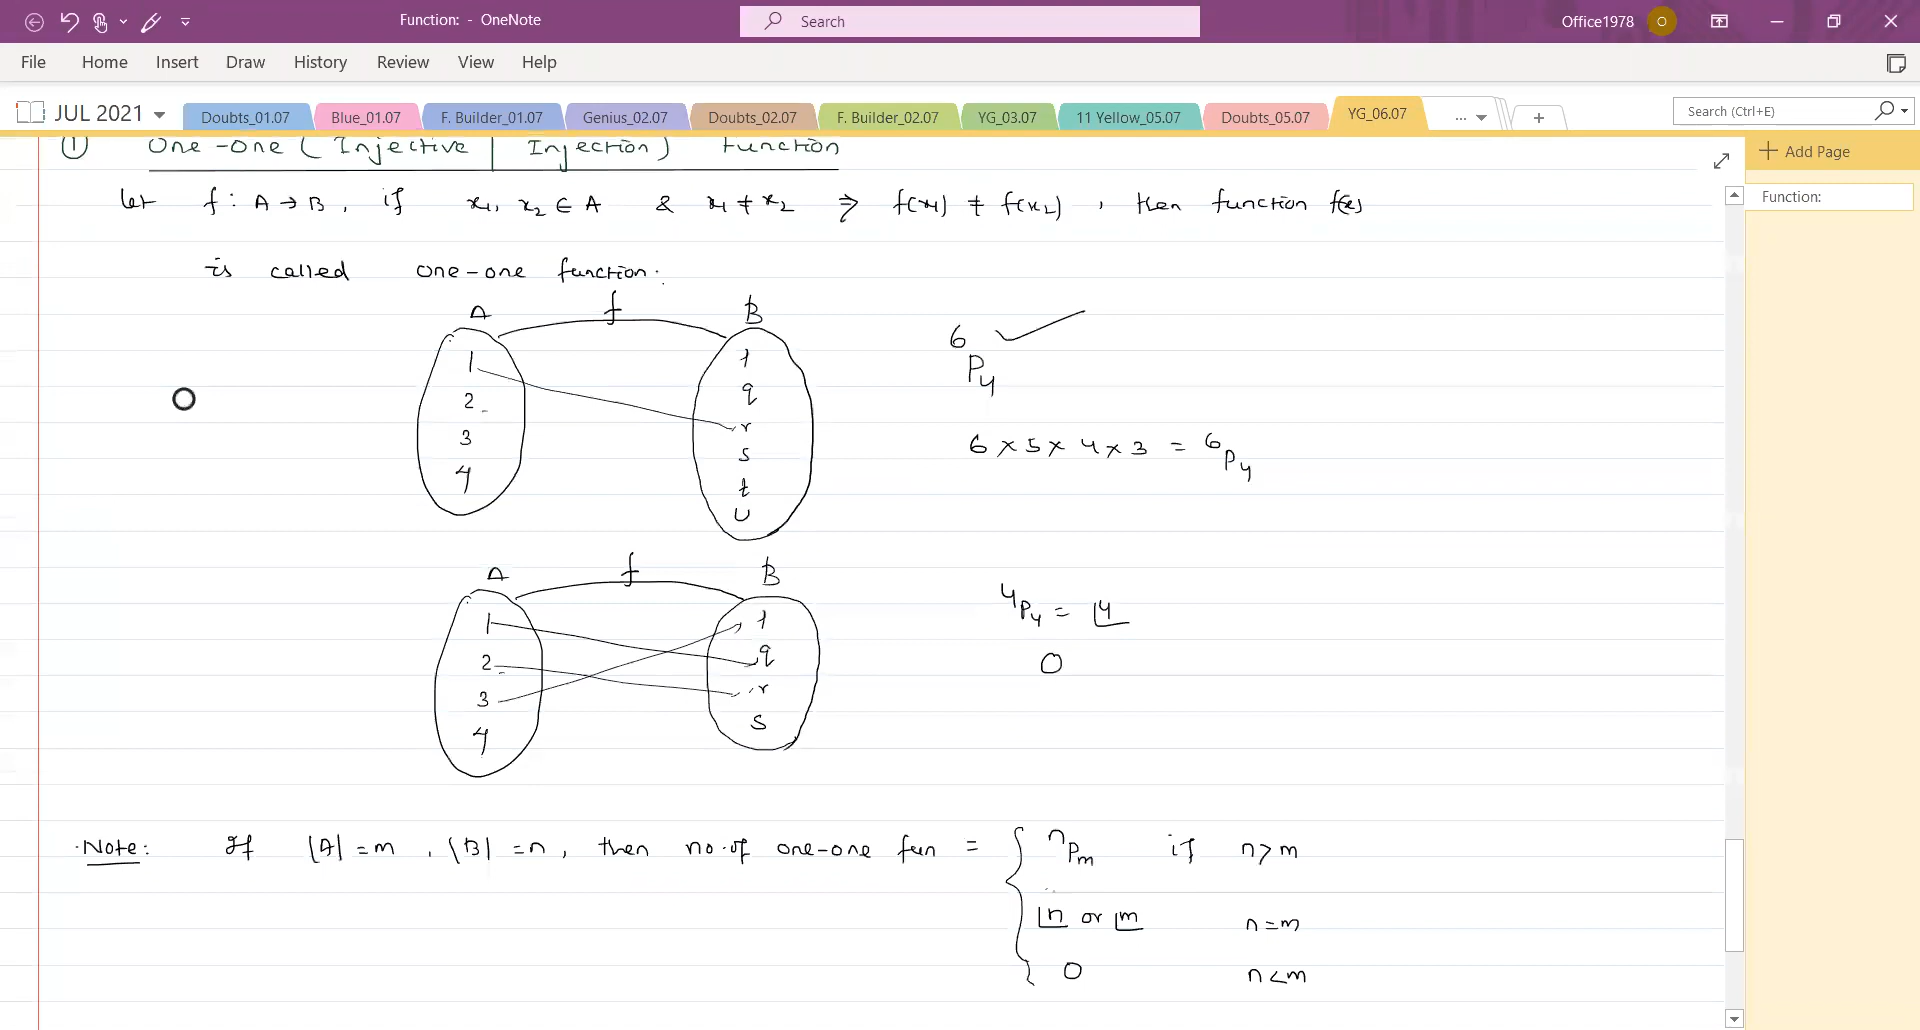 Function: - OneNote
Search
Office1978
O
File Home Insert Draw History Review View Help
JUL 2021
Doubts_01.07 Blue_01.07 F. Builder_01.07 Genius_02.07 Doubts_02.07 F. Builder_02.07 YG_03.07 11 Yellow_05.07 Doubts_05.07 YG_06.07 ... +
Search (Ctrl+E)
Add Page
Function:
① One-one (Injective | Injection) Function
Let f: A → B, if x₁, x₂ ∈ A & x₁ ≠ x₂ ⇒ f(x₁) ≠ f(x₂), then function f(x)
is called one-one function.
A f B
1
2
3
4
q
r
s
t
u
⁶P₄ ✓
6 × 5 × 4 × 3 = ⁶P₄
A f B
1
2
3
4
q
r
s
⁴P₄ = ⌊4
0
Note: If |A| = m, |B| = n, then no. of one-one fun = { ⁿPₘ if n > m
⌊n or ⌊m n = m
0 n < m